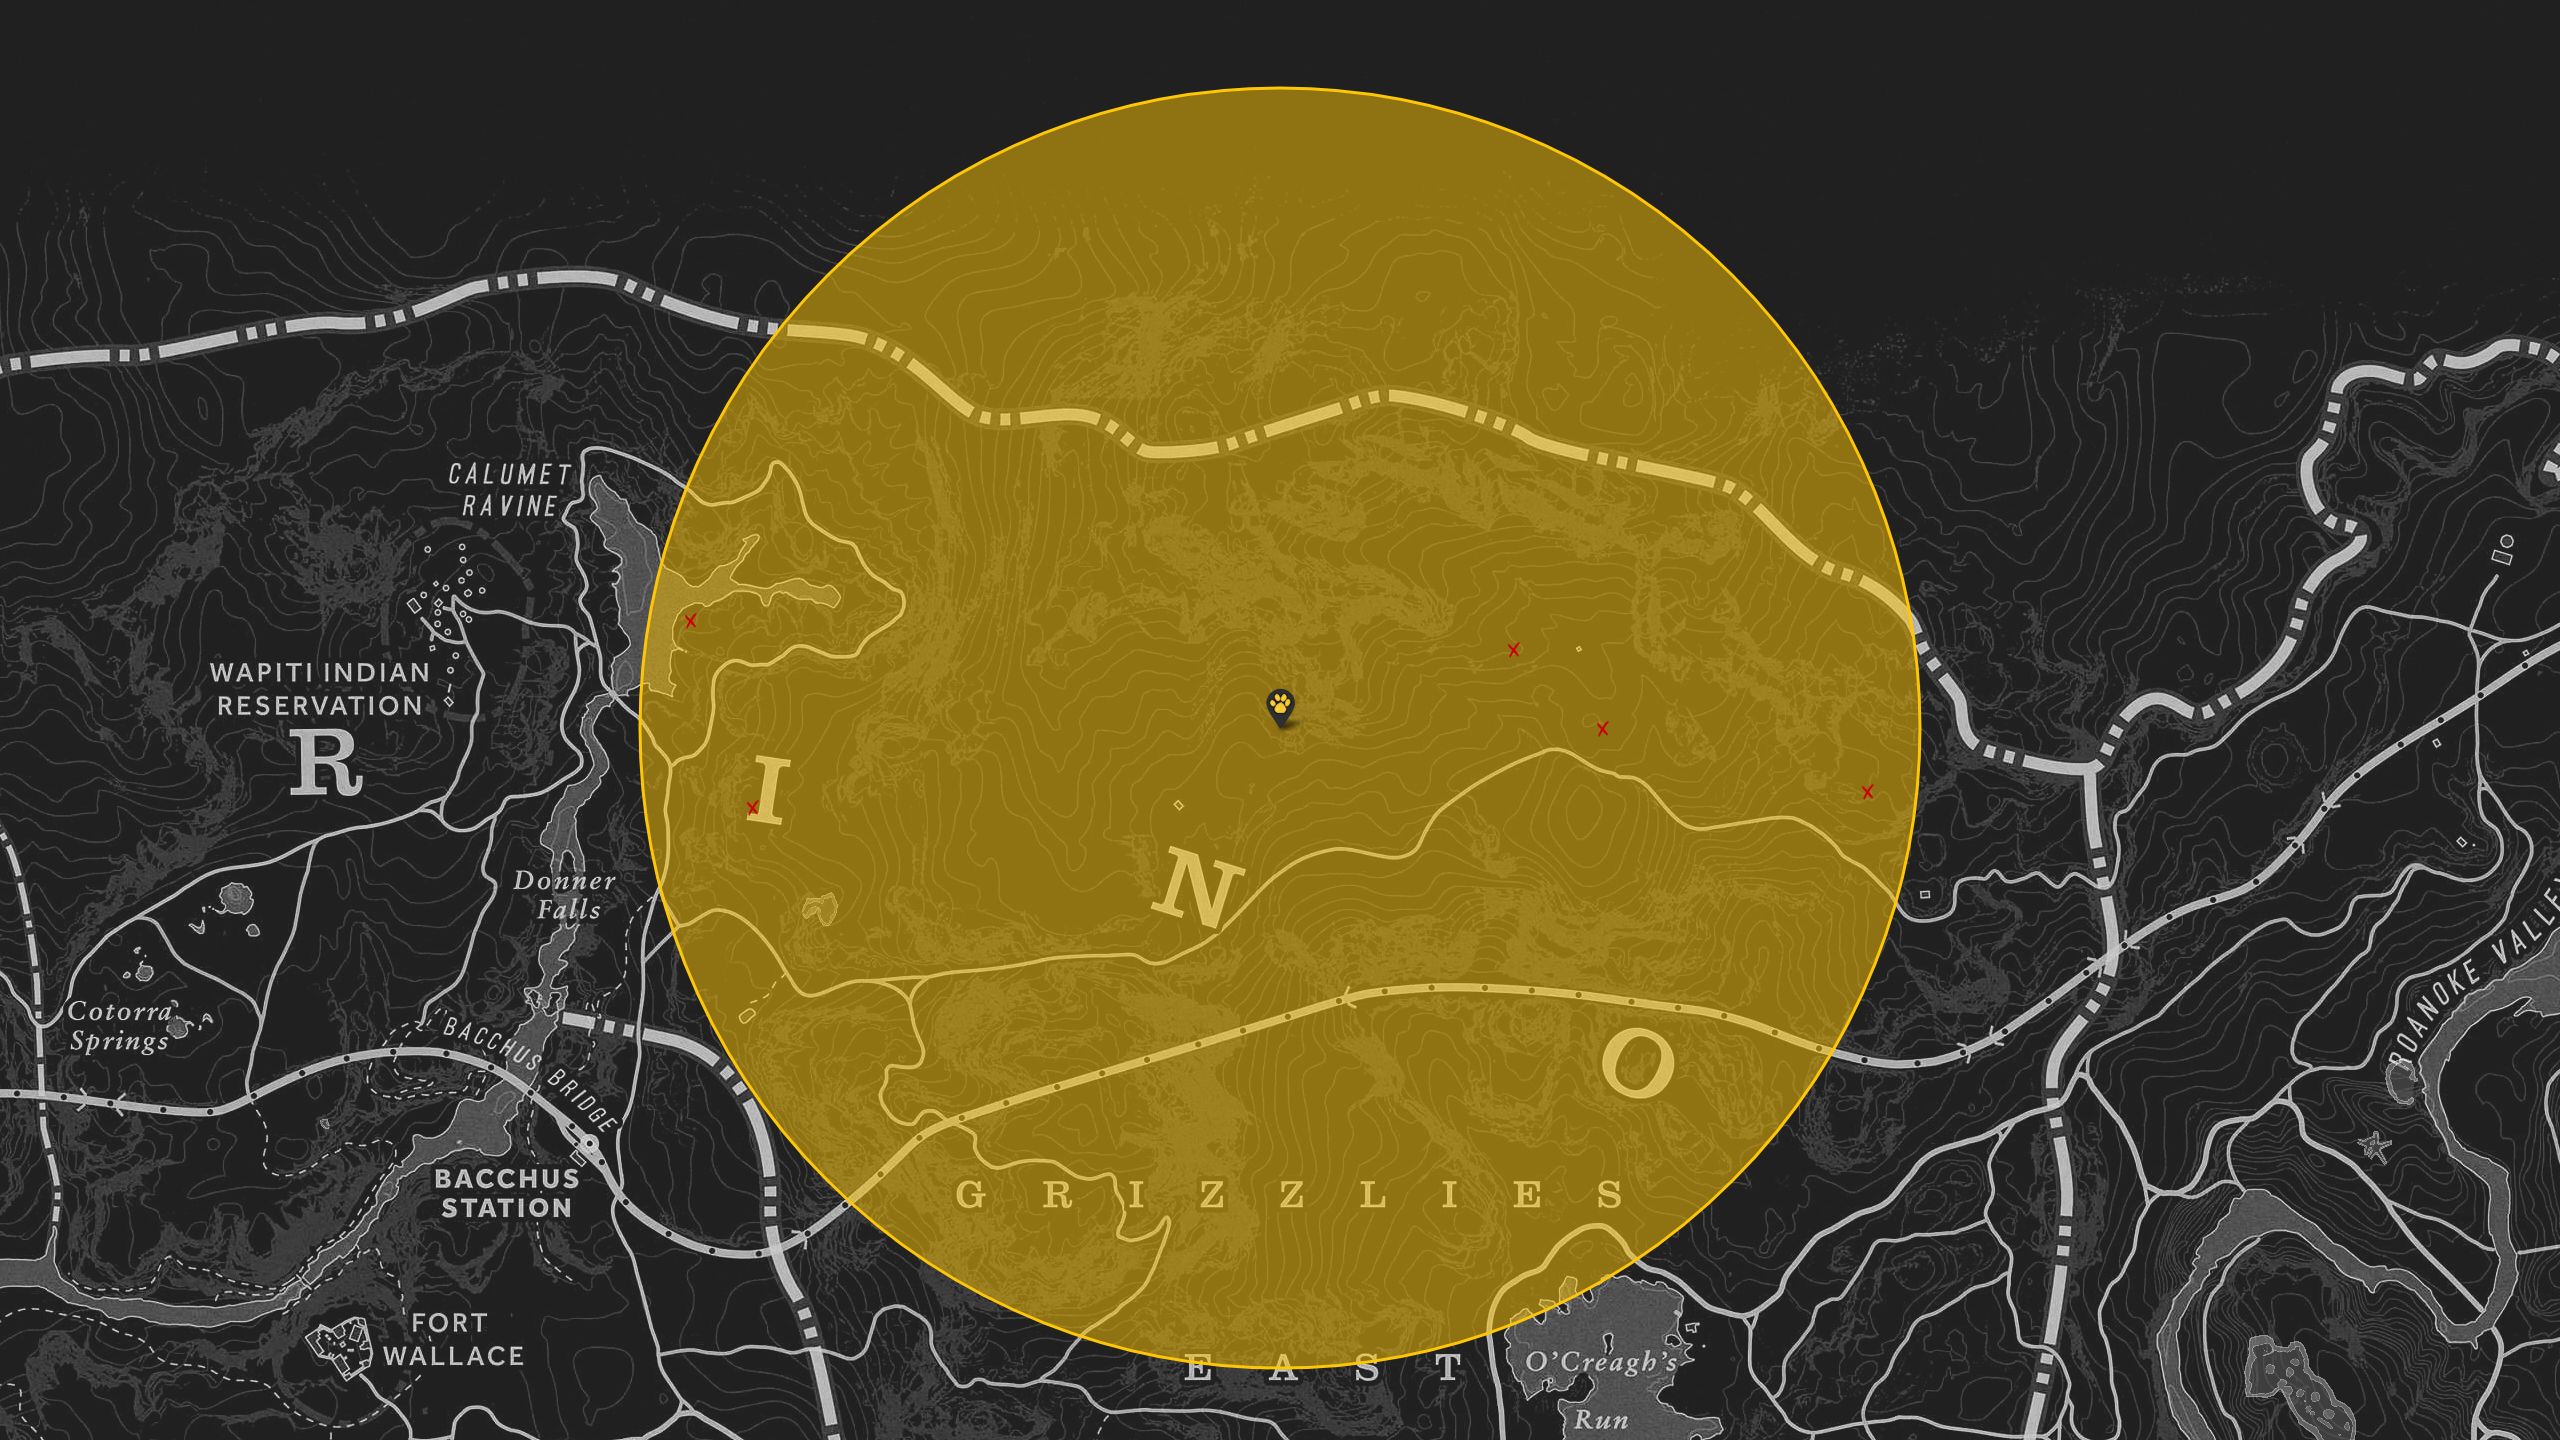 CALUMET
RAVINE
WAPITI INDIAN
RESERVATION
R
I
N
O
Donner
Falls
Cotorra
Springs
BACCHUS BRIDGE
BACCHUS
STATION
FORT
WALLACE
GRIZZLIES
EAST
O'Creagh's
Run
ROANOKE VALLEY